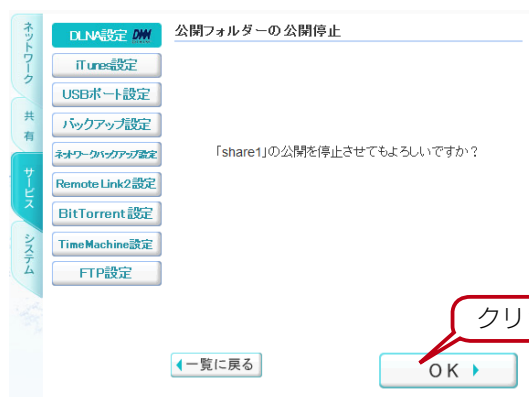 ネットワーク
共有
サービス
システム
DLNA設定
iTunes設定
USBポート設定
バックアップ設定
ネットワークバックアップ設定
RemoteLink2設定
BitTorrent設定
TimeMachine設定
FTP設定
公開フォルダーの公開停止
「share1」の公開を停止させてもよろしいですか？
クリ
一覧に戻る
OK